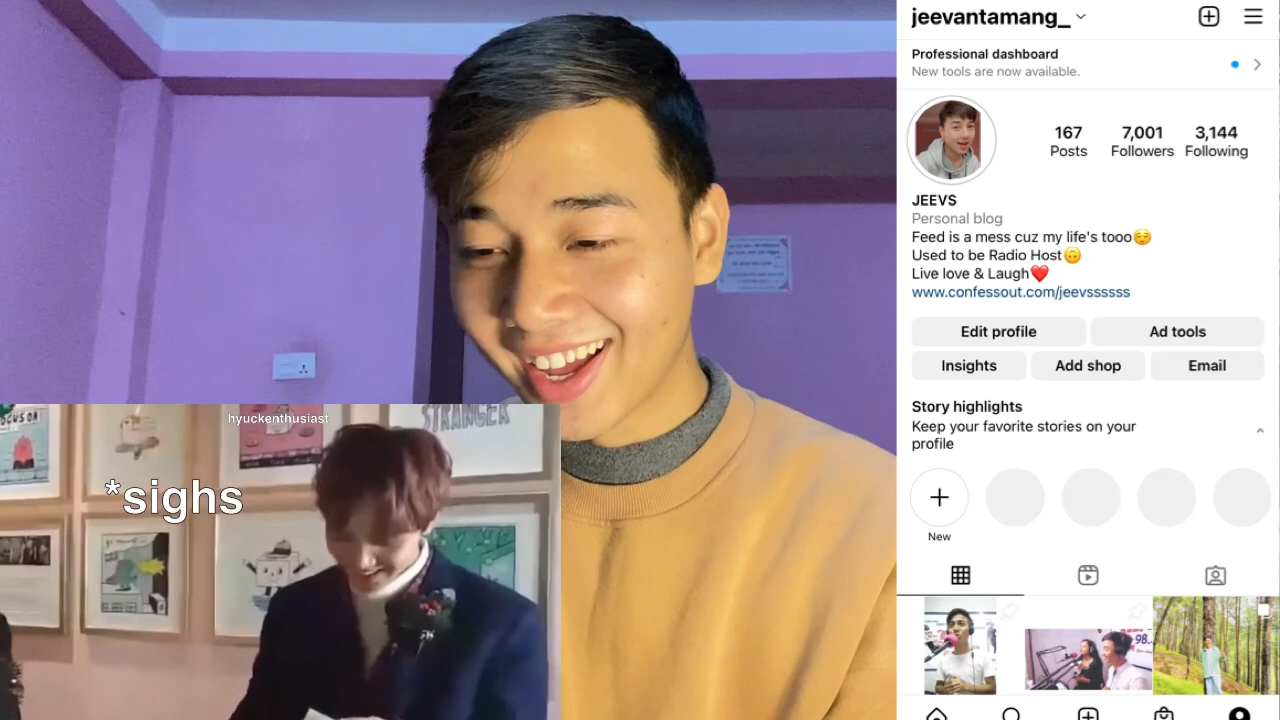 hyuckenthusiast
STRANGER
*sighs
jeevantamang_
Professional dashboard
New tools are now available.
167
7,001
3,144
Posts
Followers
Following
JEEVS
Personal blog
Feed is a mess cuz my life's tooo😌
Used to be Radio Host🙃
Live love & Laugh❤️
www.confessout.com/jeevssssss
Edit profile
Ad tools
Insights
Add shop
Email
Story highlights
Keep your favorite stories on your
profile
New
98.